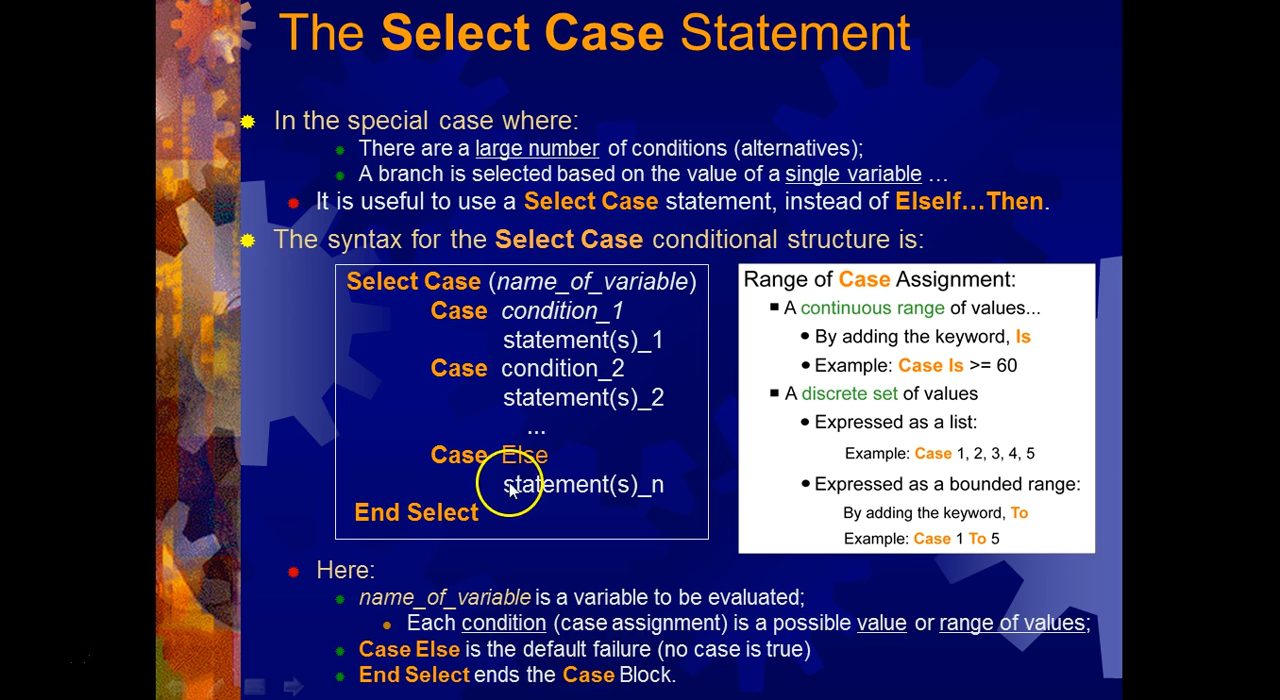 The Select Case Statement
In the special case where:
There are a large number of conditions (alternatives);
A branch is selected based on the value of a single variable …
It is useful to use a Select Case statement, instead of ElseIf…Then.
The syntax for the Select Case conditional structure is:
Select Case (name_of_variable)
Case condition_1
statement(s)_1
Case condition_2
statement(s)_2
...
Case Else
statement(s)_n
End Select
Range of Case Assignment:
A continuous range of values...
By adding the keyword, Is
Example: Case Is >= 60
A discrete set of values
Expressed as a list:
Example: Case 1, 2, 3, 4, 5
Expressed as a bounded range:
By adding the keyword, To
Example: Case 1 To 5
Here:
name_of_variable is a variable to be evaluated;
Each condition (case assignment) is a possible value or range of values;
Case Else is the default failure (no case is true)
End Select ends the Case Block.